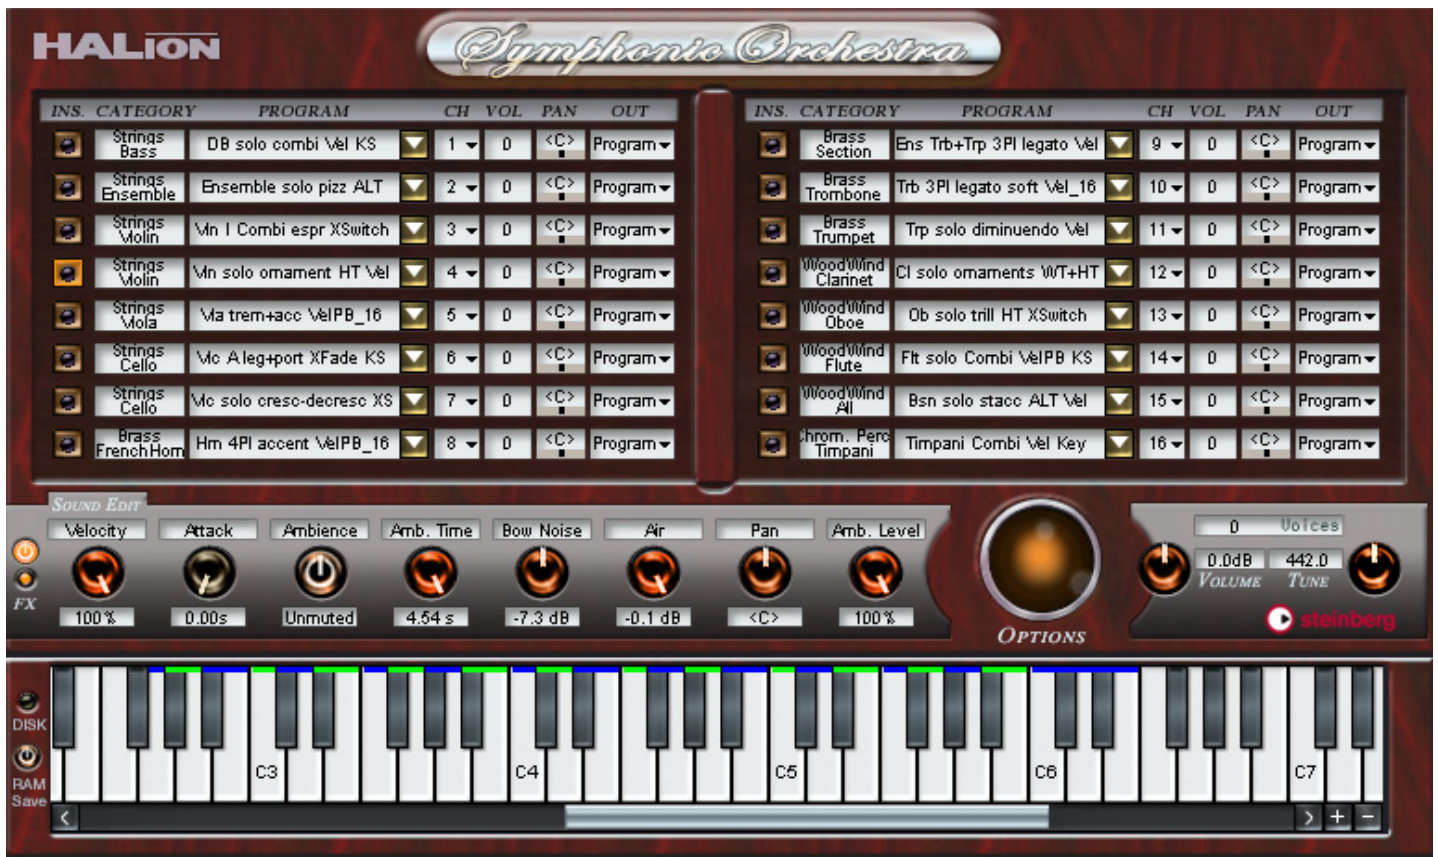 HALION
Symphonic Orchestra
INS. CATEGORY PROGRAM CH VOL PAN OUT
Strings Bass DB solo combi Vel KS 1 0 <C> Program
Strings Ensemble Ensemble solo pizz ALT 2 0 <C> Program
Strings Violin Vln I Combi espr XSwitch 3 0 <C> Program
Strings Violin Vln solo ornament HT Vel 4 0 <C> Program
Strings Viola Vla trem+acc VelPB_16 5 0 <C> Program
Strings Cello Vlc A leg+port XFade KS 6 0 <C> Program
Strings Cello Vlc solo cresc-decresc XS 7 0 <C> Program
Brass French Horn Hrn 4Pl accent VelPB_16 8 0 <C> Program
INS. CATEGORY PROGRAM CH VOL PAN OUT
Brass Section Ens Trb+Trp 3Pl legato Vel 9 0 <C> Program
Brass Trombone Trb 3Pl legato soft Vel_16 10 0 <C> Program
Brass Trumpet Trp solo diminuendo Vel 11 0 <C> Program
WoodWind Clarinet Cl solo ornaments WT+HT 12 0 <C> Program
WoodWind Oboe Ob solo trill HT XSwitch 13 0 <C> Program
WoodWind Flute Flt solo Combi VelPB KS 14 0 <C> Program
WoodWind All Bsn solo stacc ALT Vel 15 0 <C> Program
Chrom. Perc Timpani Timpani Combi Vel Key 16 0 <C> Program
SOUND EDIT
Velocity Attack Ambience Amb. Time Bow Noise Air Pan Amb. Level
100% 0.00s Unmuted 4.54 s -7.3 dB -0.1 dB <C> 100%
FX
OPTIONS
0 Voices
0.0dB 442.0
VOLUME TUNE
steinberg
DISK
RAM
Save
C3 C4 C5 C6 C7
< > + -